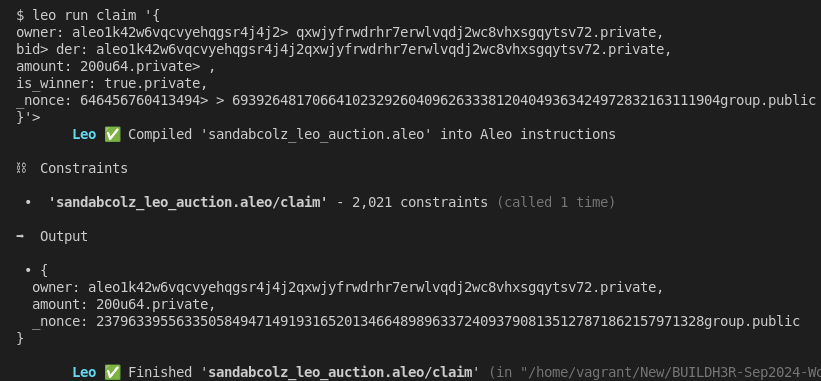 $ leo run claim '{
owner: aleo1k42w6vqcvyehqgsr4j4j2> qxwjyfrwdrhr7erwlvqdj2wc8vhxsgqytsv72.private,
bid> der: aleo1k42w6vqcvyehqgsr4j4j2qxwjyfrwdrhr7erwlvqdj2wc8vhxsgqytsv72.private,
amount: 200u64.private> ,
is_winner: true.private,
_nonce: 646456760413494> > 6939264817066410232926040962633381204049363424972832163111904group.public
}'>
Leo ✅ Compiled 'sandabcolz_leo_auction.aleo' into Aleo instructions
⛓ Constraints
• 'sandabcolz_leo_auction.aleo/claim' - 2,021 constraints (called 1 time)
➡ Output
• {
owner: aleo1k42w6vqcvyehqgsr4j4j2qxwjyfrwdrhr7erwlvqdj2wc8vhxsgqytsv72.private,
amount: 200u64.private,
_nonce: 2379633955633505849471491931652013466489896337240937908135127871862157971328group.public
}
Leo ✅ Finished 'sandabcolz_leo_auction.aleo/claim' (in "/home/vagrant/New/BUILDH3R-Sep2024-Wo